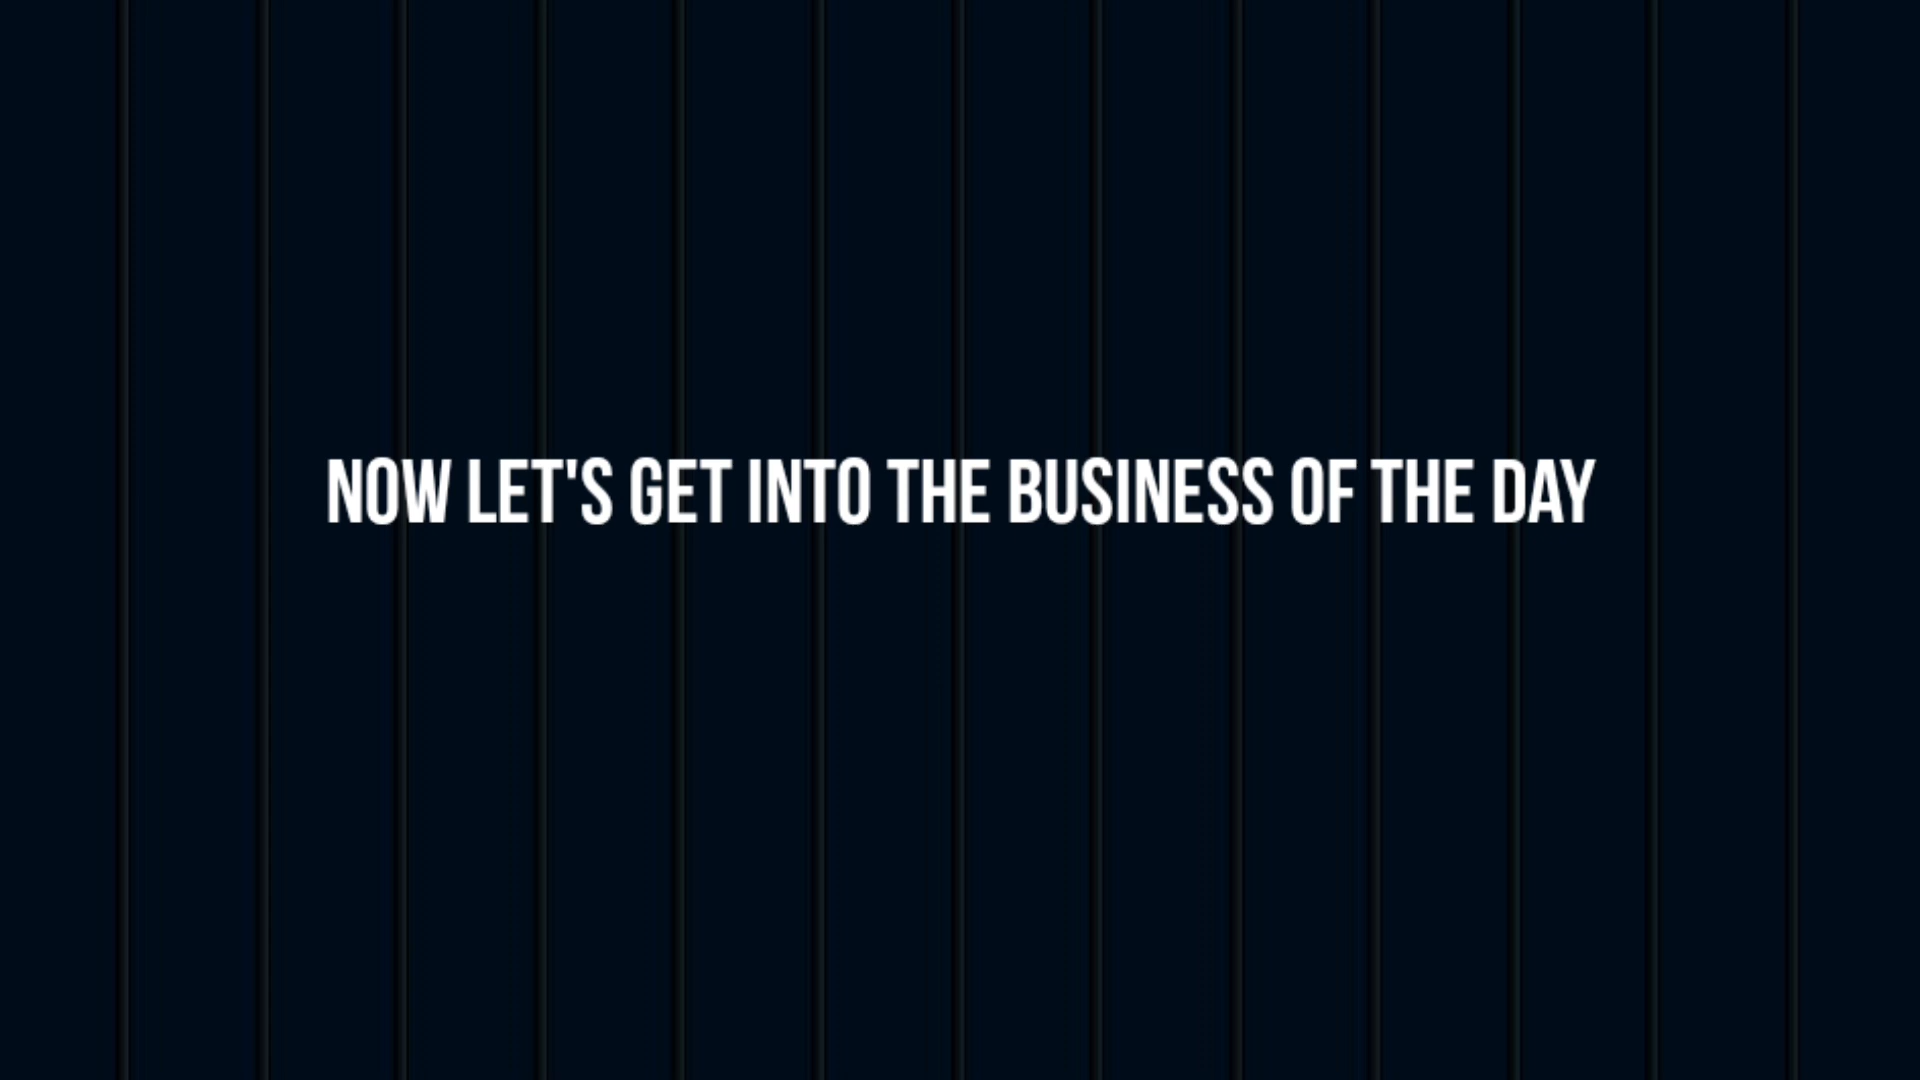 NOW LET'S GET INTO THE BUSINESS OF THE DAY